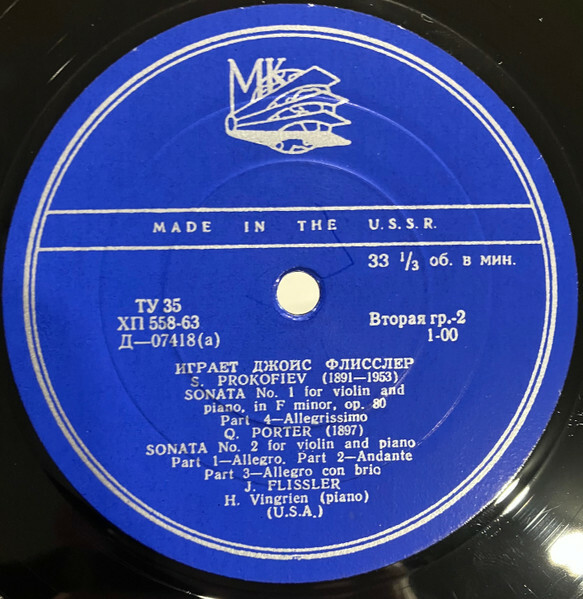 МК
MADE IN THE U.S.S.R.
33 1/3 об. в мин.
ТУ 35
ХП 558-63
Д—07418(а)
Вторая гр.-2
1-00
ИГРАЕТ ДЖОЙС ФЛИССЛЕР
S. PROKOFIEV (1891—1953)
SONATA No. 1 for violin and
piano, in F minor, op. 80
Part 4—Allegrissimo
Q. PORTER (1897)
SONATA No. 2 for violin and piano
Part 1—Allegro, Part 2—Andante
Part 3—Allegro con brio
J. FLISSLER
H. Vingrien (piano)
(U.S.A.)